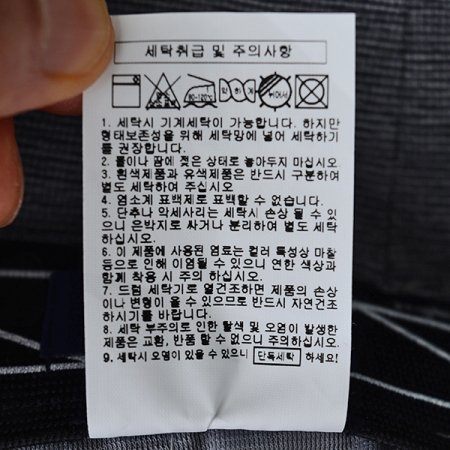 세탁취급 및 주의사항
80~120℃ 약하게 뉘어서
1. 세탁시 기계세탁이 가능합니다. 하지만
형태보존성을 위해 세탁망에 넣어 세탁하기
를 권장합니다.
2. 물이나 땀에 젖은 상태로 놓아두지 마십시오.
3. 흰색제품과 유색제품은 반드시 구분하여
별도 세탁하여 주십시오
4. 염소계 표백제로 표백할 수 없습니다.
5. 단추나 악세사리는 세탁시 손상 될 수 있
으니 은박지로 싸거나 분리하여 별도 세탁
하십시오.
6. 이 제품에 사용된 염료는 컬러 특성상 마찰
등으로 인해 이염될 수 있으니 연한 색상과
함께 착용 시 주의 하십시오
7. 드럼 세탁기로 열건조하면 제품의 손상
이나 변형이 올 수 있으므로 반드시 자연건조
하시기를 바랍니다.
8. 세탁 부주의로 인한 탈색 및 오염이 발생한
제품은 교환, 반품 할 수 없으니 주의하십시오.
9. 세탁시 오염이 있을 수 있으니 단독세탁 하세요!